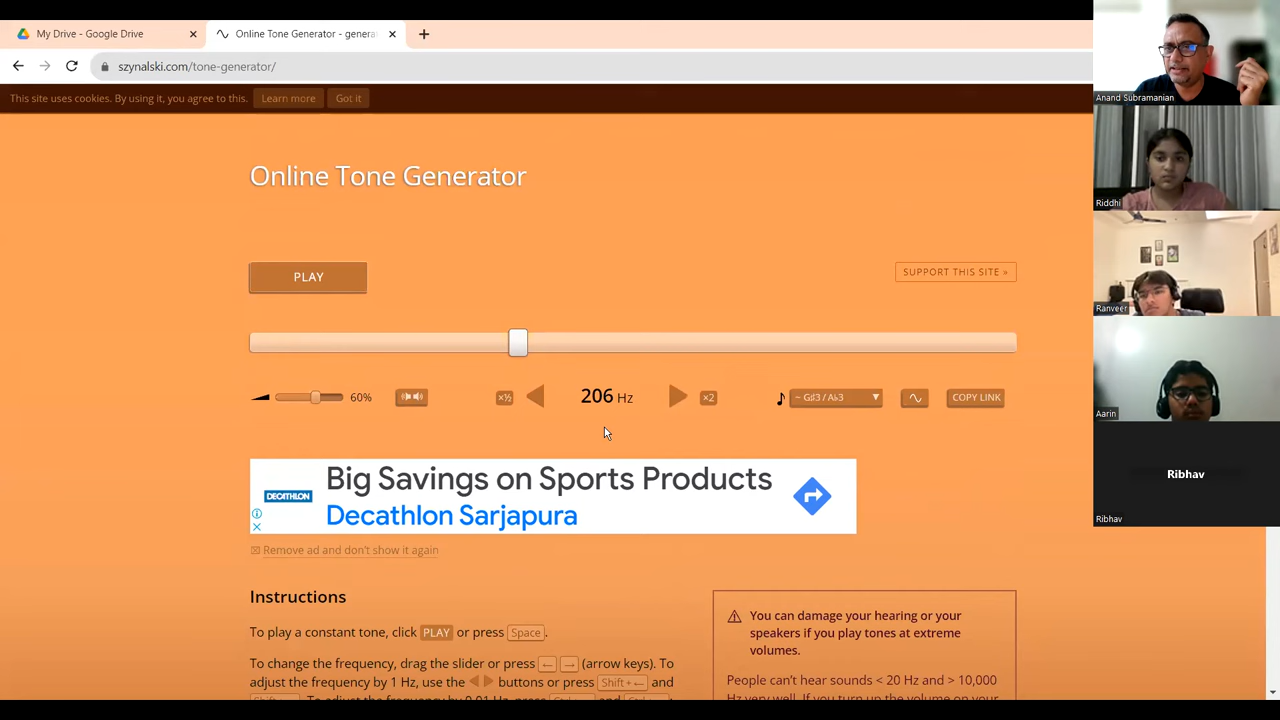 My Drive - Google Drive
Online Tone Generator - genera
szynalski.com/tone-generator/
This site uses cookies. By using it, you agree to this. Learn more Got it
Online Tone Generator
PLAY
SUPPORT THIS SITE »
60% ×½ 206 Hz ×2 ~ G♯3 / A♭3 COPY LINK
DECATHLON
Big Savings on Sports Products
Decathlon Sarjapura
Remove ad and don't show it again
Instructions
To play a constant tone, click PLAY or press Space.
To change the frequency, drag the slider or press ← → (arrow keys). To
adjust the frequency by 1 Hz, use the ◀ ▶ buttons or press Shift+← and
You can damage your hearing or your
speakers if you play tones at extreme
volumes.
People can't hear sounds < 20 Hz and > 10,000
Anand Subramanian
Riddhi
Ranveer
Aarin
Ribhav
Ribhav